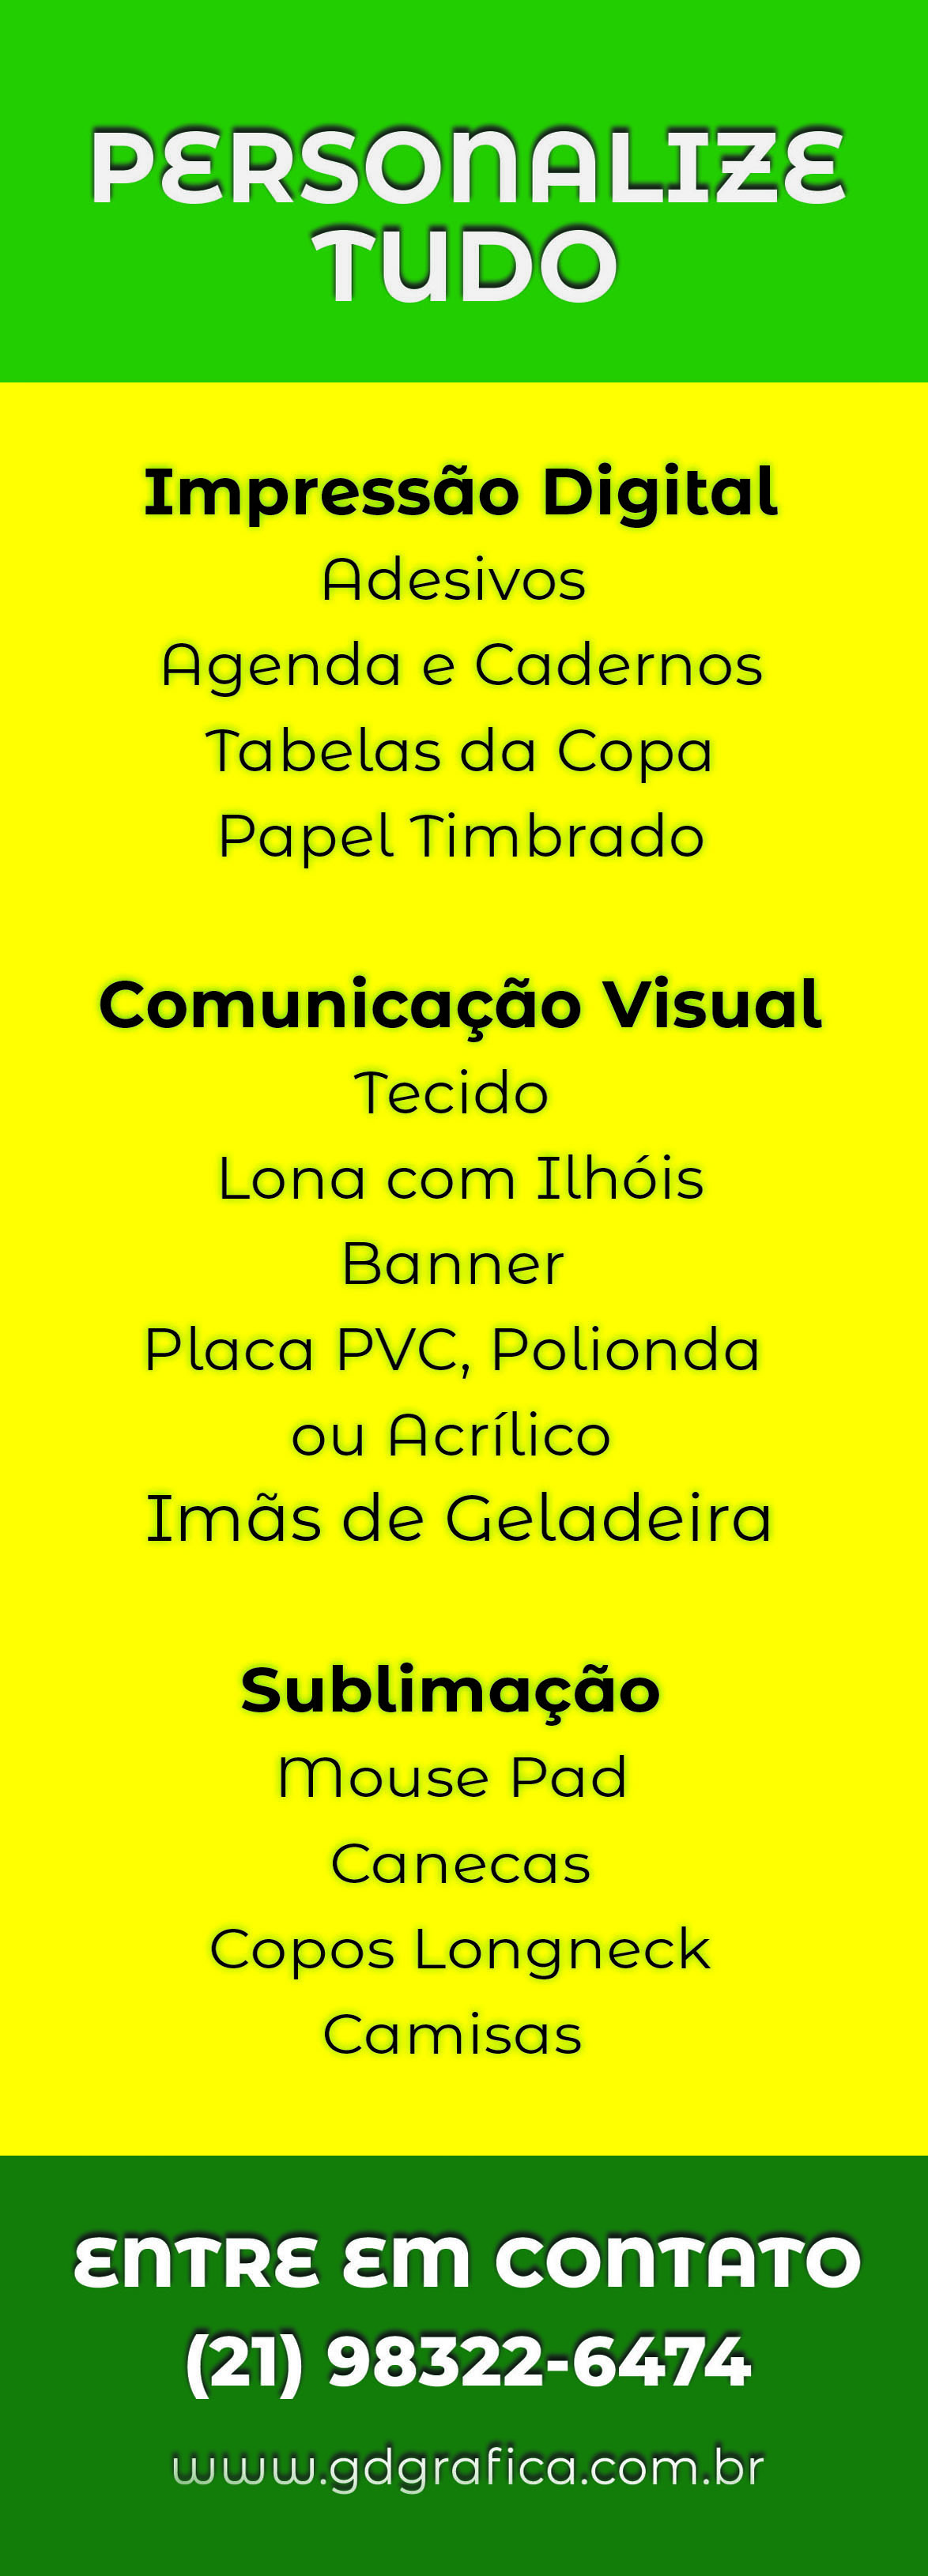 PERSONALIZE
TUDO
Impressão Digital
Adesivos
Agenda e Cadernos
Tabelas da Copa
Papel Timbrado
Comunicação Visual
Tecido
Lona com Ilhóis
Banner
Placa PVC, Polionda
ou Acrílico
Imãs de Geladeira
Sublimação
Mouse Pad
Canecas
Copos Longneck
Camisas
ENTRE EM CONTATO
(21) 98322-6474
www.gdgrafica.com.br